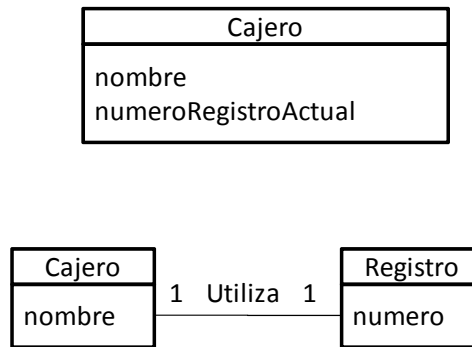 Cajero
nombre
numeroRegistroActual
Cajero
nombre
1 Utiliza 1
Registro
numero